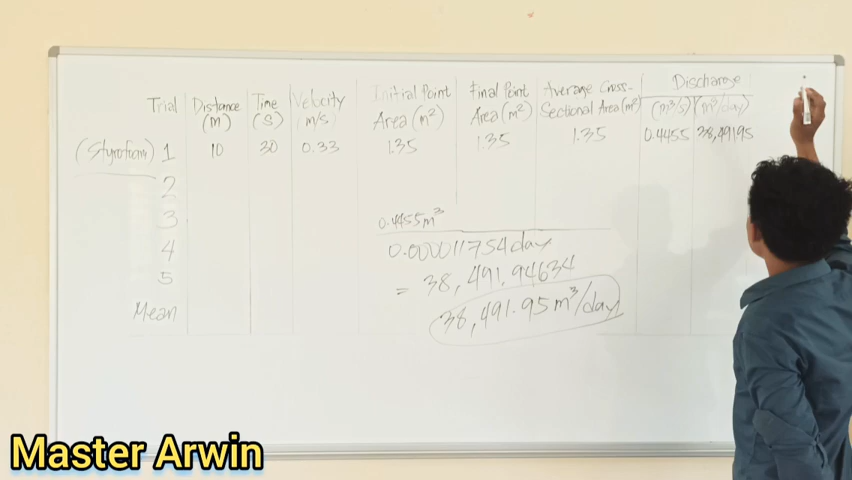 Trial Distance (m) Time (s) Velocity m/s Initial Point Area (m²) Final Point Area (m²) Average Cross-Sectional Area (m²) Discharge (m³/s) (m³/day)
(Styrofoam) 1 10 30 0.33 1.35 1.35 1.35 0.4455 38,491.95
2
3
4
5
Mean
0.4455 m³
0.000011754 day
= 38,491.94634
38,491.95 m³/day
Master Arwin